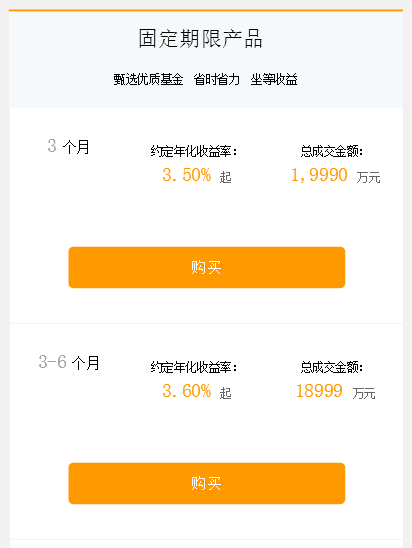 固定期限产品
甄选优质基金 省时省力 坐等收益
3 个月
约定年化收益率:
3.50% 起
总成交金额:
1,9990 万元
购买
3-6 个月
约定年化收益率:
3.60% 起
总成交金额:
18999 万元
购买